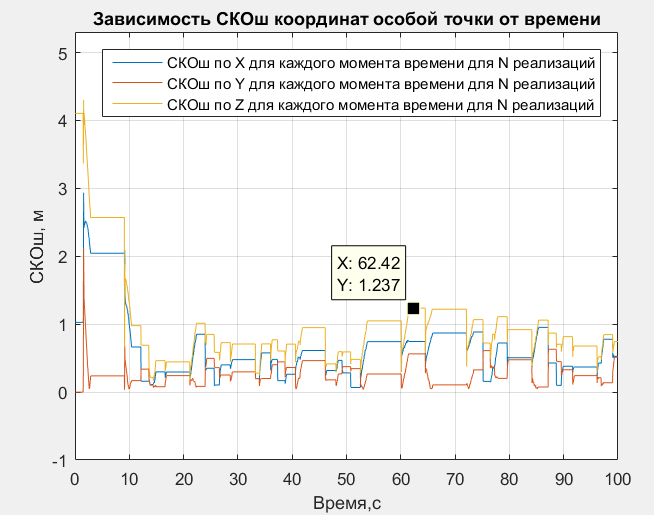 Зависимость СКОш координат особой точки от времени
СКОш по X для каждого момента времени для N реализаций
СКОш по Y для каждого момента времени для N реализаций
СКОш по Z для каждого момента времени для N реализаций
5
4
3
2
1
0
-1
СКОш, м
X: 62.42
Y: 1.237
0 10 20 30 40 50 60 70 80 90 100
Время,с